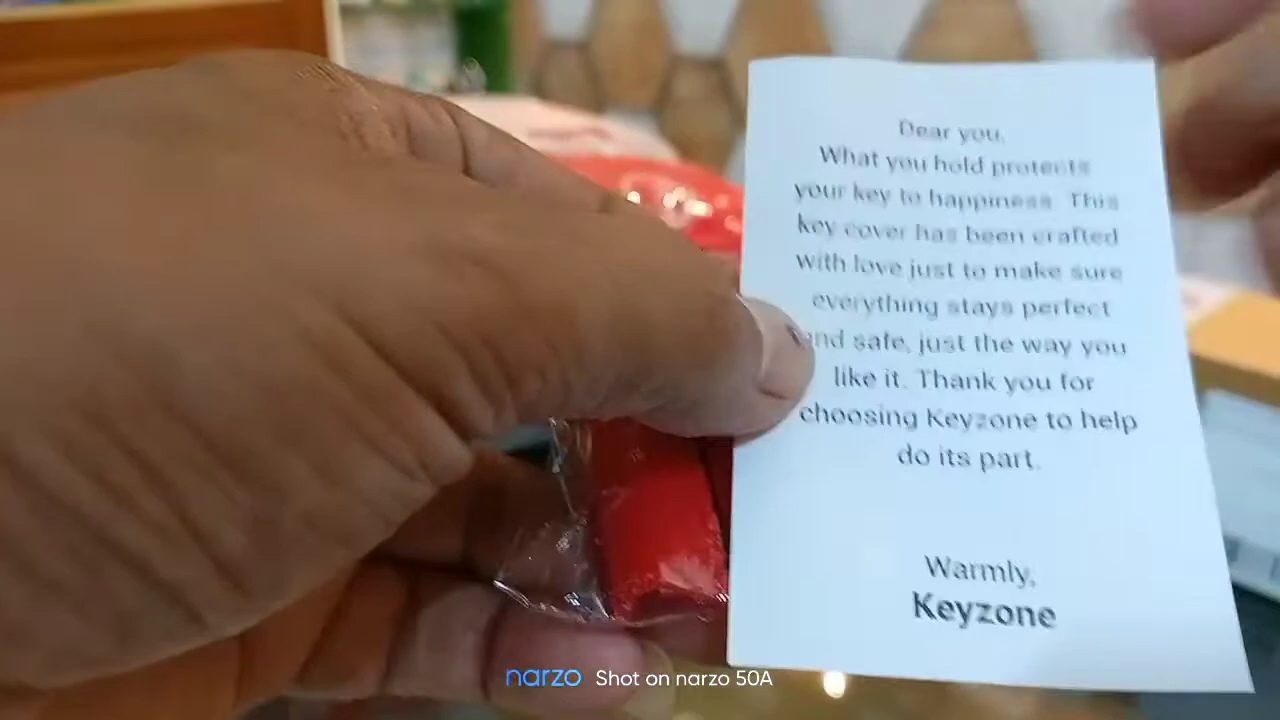 Dear you,
What you hold protects
your key to happiness. This
key cover has been crafted
with love just to make sure
everything stays perfect
and safe, just the way you
like it. Thank you for
choosing Keyzone to help
do its part.
Warmly,
Keyzone
narzo Shot on narzo 50A